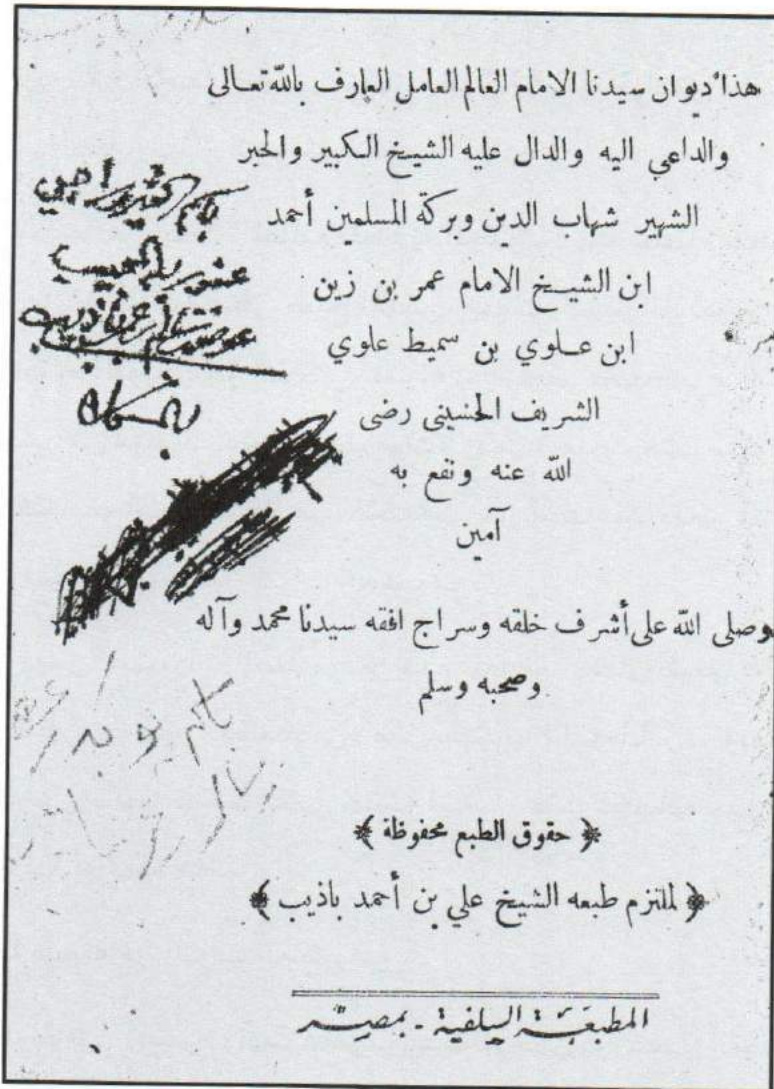 هذا ديوان سيدنا الامام العالم العامل العارف بالله تعالى
والداعي اليه والدال عليه الشيخ الكبير والحبر
الشهير شهاب الدين وبركة المسلمين أحمد
ابن الشيخ الامام عمر بن زين
ابن علوي بن سميط علوي
الشريف الحسيني رضى
الله عنه ونفع به
آمين
وصلى الله على أشرف خلقه وسراج افقه سيدنا محمد وآله
وصحبه وسلم
﴿ حقوق الطبع محفوظة ﴾
﴿ لملتزم طبعه الشيخ علي بن أحمد باذيب ﴾
المطبعة السلفية - بمصر